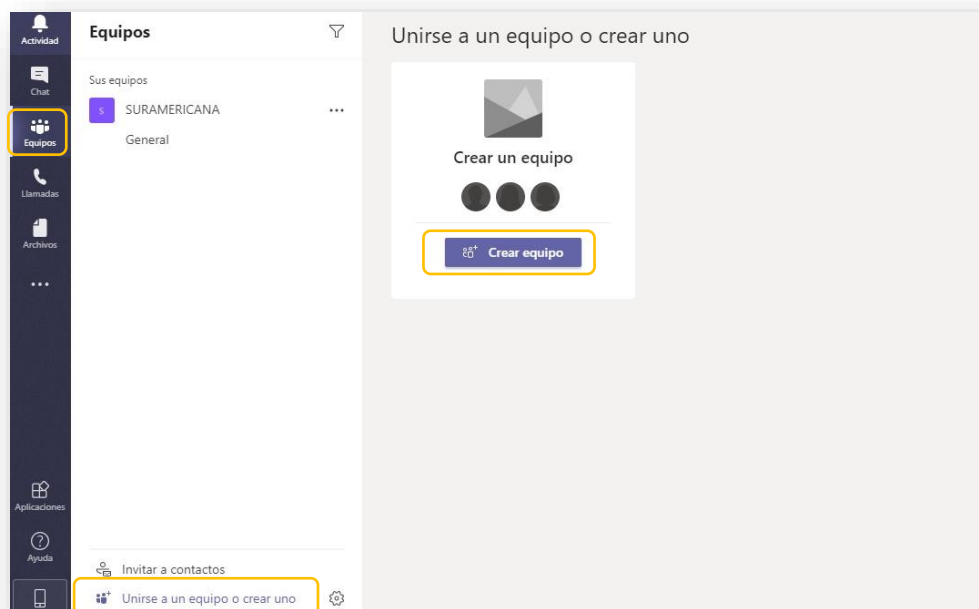 Actividad
Chat
Equipos
Llamadas
Archivos
Aplicaciones
Ayuda
Equipos
Sus equipos
S SURAMERICANA
General
Invitar a contactos
Unirse a un equipo o crear uno
Unirse a un equipo o crear uno
Crear un equipo
Crear equipo